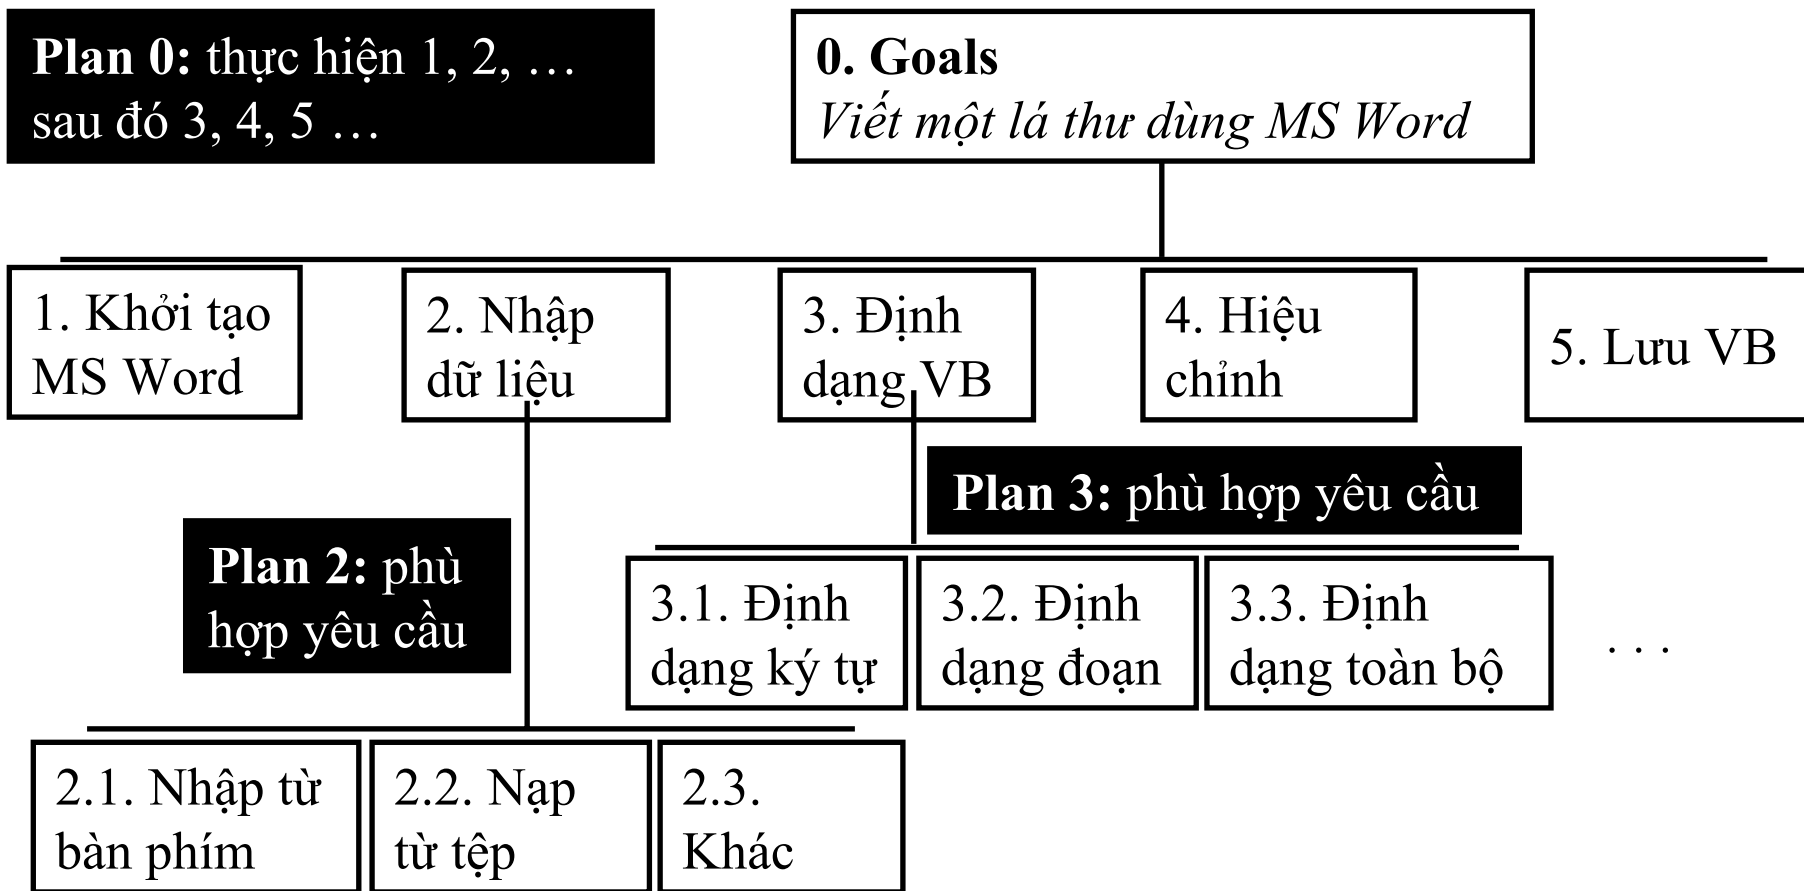 Plan 0: thực hiện 1, 2, …
sau đó 3, 4, 5 …
0. Goals
Viết một lá thư dùng MS Word
1. Khởi tạo
MS Word
2. Nhập
dữ liệu
3. Định
dạng VB
4. Hiệu
chỉnh
5. Lưu VB
Plan 3: phù hợp yêu cầu
Plan 2: phù
hợp yêu cầu
3.1. Định
dạng ký tự
3.2. Định
dạng đoạn
3.3. Định
dạng toàn bộ
. . .
2.1. Nhập từ
bàn phím
2.2. Nạp
từ tệp
2.3.
Khác